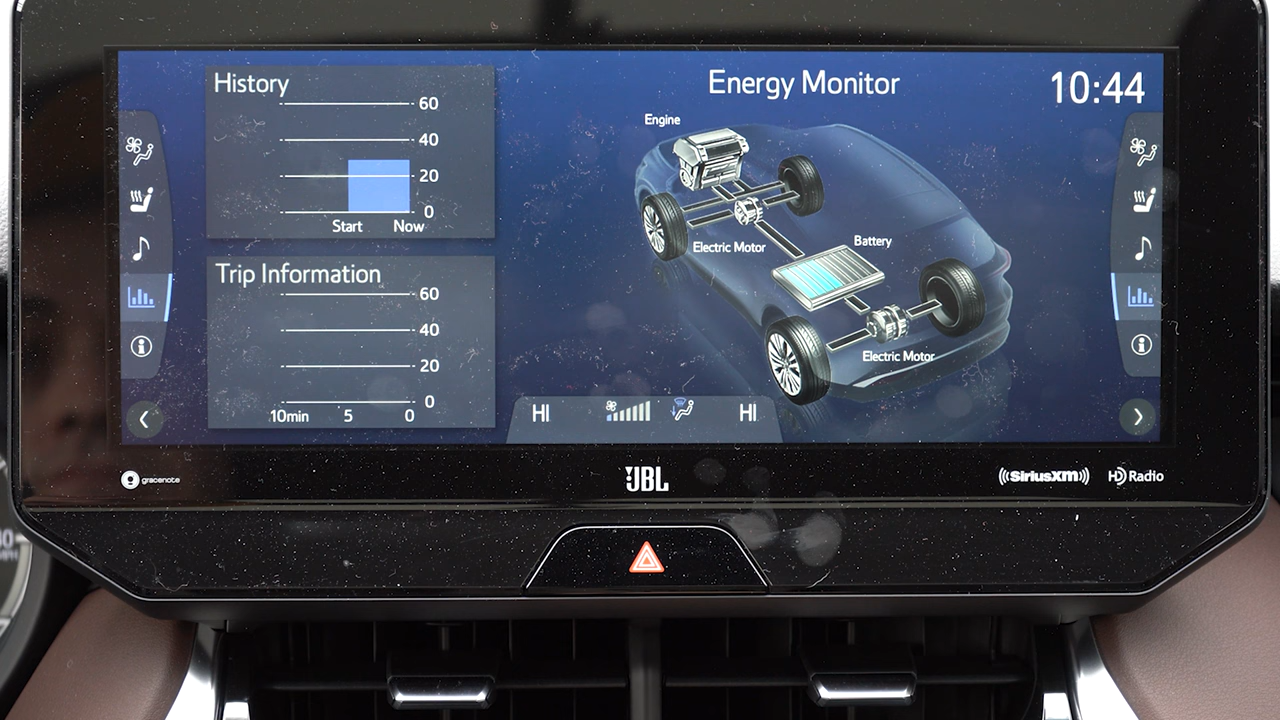 History
60
40
20
0
Start Now
Trip Information
60
40
20
0
10min 5 0
Energy Monitor
10:44
Engine
Electric Motor
Battery
Electric Motor
HI HI
gracenote
JBL
((SiriusXM))
HD Radio